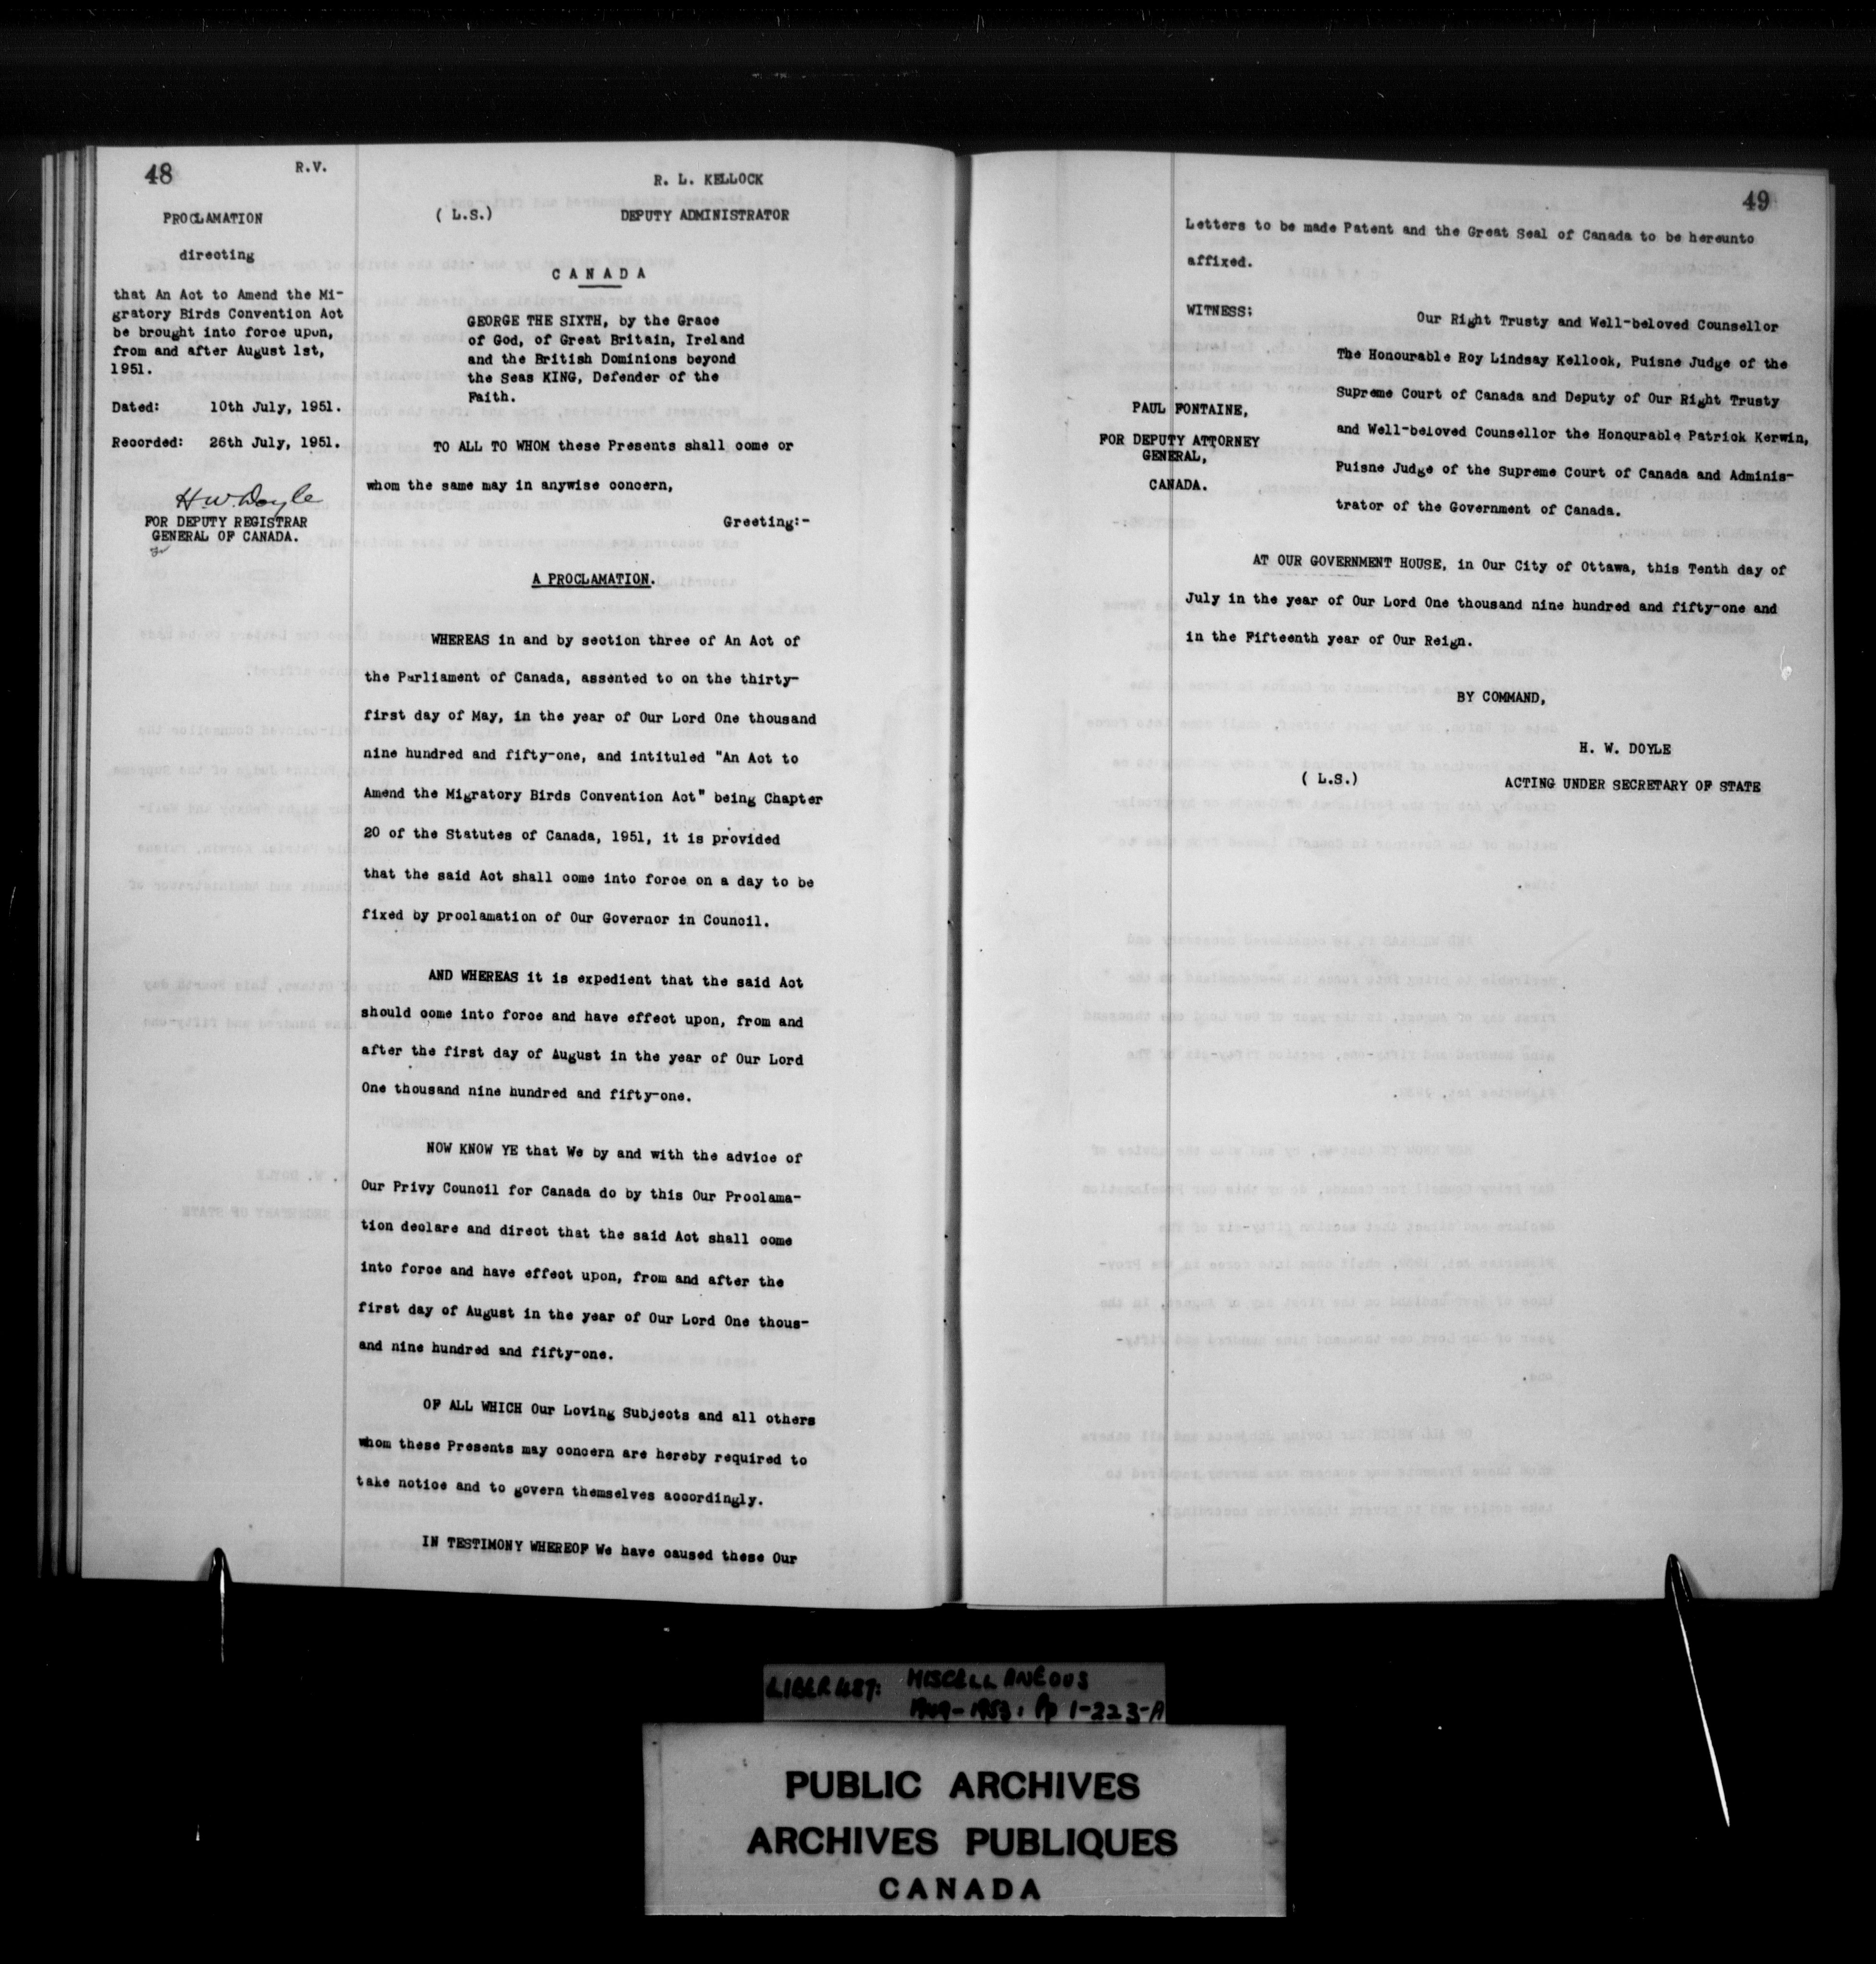 48
R.V.
PROCLAMATION
directing
that An Act to Amend the Mi-
gratory Birds Convention Act
be brought into force upon,
from and after August 1st,
1951.
Dated: 10th July, 1951.
Recorded: 26th July, 1951.
H W Doyle
FOR DEPUTY REGISTRAR
GENERAL OF CANADA.
R. L. KELLOCK
( L.S.) DEPUTY ADMINISTRATOR
C A N A D A
GEORGE THE SIXTH, by the Grace
of God, of Great Britain, Ireland
and the British Dominions beyond
the Seas KING, Defender of the
Faith.
TO ALL TO WHOM these Presents shall come or
whom the same may in anywise concern,
Greeting:-
A PROCLAMATION.
WHEREAS in and by section three of An Act of
the Parliament of Canada, assented to on the thirty-
first day of May, in the year of Our Lord One thousand
nine hundred and fifty-one, and intituled "An Act to
Amend the Migratory Birds Convention Act" being Chapter
20 of the Statutes of Canada, 1951, it is provided
that the said Act shall come into force on a day to be
fixed by proclamation of Our Governor in Council.
AND WHEREAS it is expedient that the said Act
should come into force and have effect upon, from and
after the first day of August in the year of Our Lord
One thousand nine hundred and fifty-one.
NOW KNOW YE that We by and with the advice of
Our Privy Council for Canada do by this Our Proclama-
tion declare and direct that the said Act shall come
into force and have effect upon, from and after the
first day of August in the year of Our Lord One thous-
and nine hundred and fifty-one.
OF ALL WHICH Our Loving Subjects and all others
whom these Presents may concern are hereby required to
take notice and to govern themselves accordingly.
IN TESTIMONY WHEREOF We have caused these Our
49
Letters to be made Patent and the Great Seal of Canada to be hereunto
affixed.
WITNESS:
Our Right Trusty and Well-beloved Counsellor
The Honourable Roy Lindsay Kellock, Puisne Judge of the
Supreme Court of Canada and Deputy of Our Right Trusty
and Well-beloved Counsellor the Honourable Patrick Kerwin,
Puisne Judge of the Supreme Court of Canada and Adminis-
trator of the Government of Canada.
PAUL FONTAINE,
FOR DEPUTY ATTORNEY
GENERAL,
CANADA.
AT OUR GOVERNMENT HOUSE, in Our City of Ottawa, this Tenth day of
July in the year of Our Lord One thousand nine hundred and fifty-one and
in the Fifteenth year of Our Reign.
BY COMMAND,
H. W. DOYLE
( L.S.) ACTING UNDER SECRETARY OF STATE
LIBER 487: MISCELLANEOUS
1949-1953: Pp 1-223-A
PUBLIC ARCHIVES
ARCHIVES PUBLIQUES
CANADA